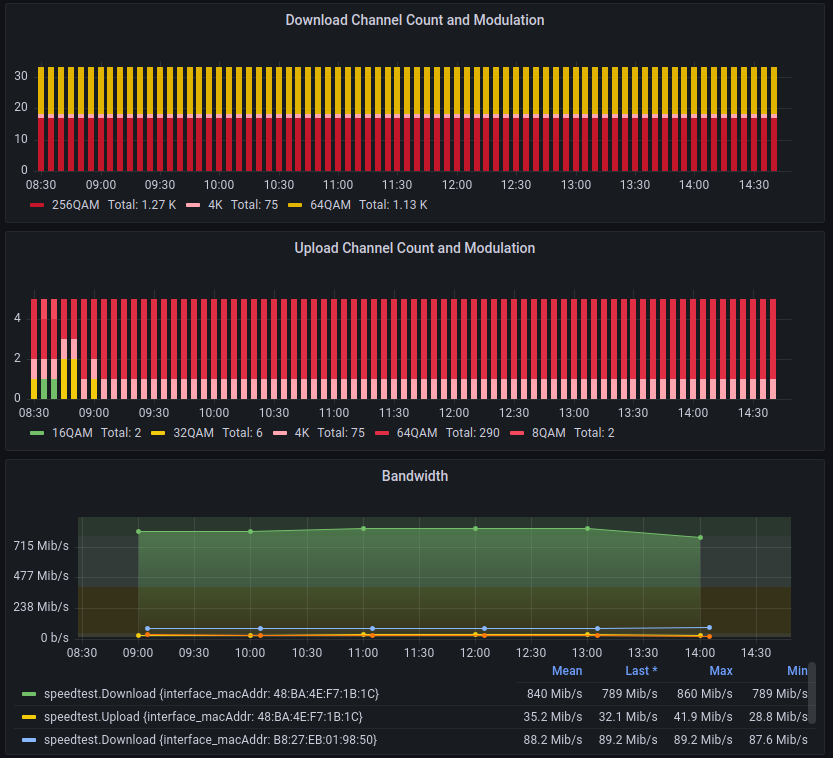 Download Channel Count and Modulation
30
20
10
0
08:30 09:00 09:30 10:00 10:30 11:00 11:30 12:00 12:30 13:00 13:30 14:00 14:30
256QAM Total: 1.27 K 4K Total: 75 64QAM Total: 1.13 K
Upload Channel Count and Modulation
4
2
0
08:30 09:00 09:30 10:00 10:30 11:00 11:30 12:00 12:30 13:00 13:30 14:00 14:30
16QAM Total: 2 32QAM Total: 6 4K Total: 75 64QAM Total: 290 8QAM Total: 2
Bandwidth
715 Mib/s
477 Mib/s
238 Mib/s
0 b/s
08:30 09:00 09:30 10:00 10:30 11:00 11:30 12:00 12:30 13:00 13:30 14:00 14:30
Mean Last * Max Min
speedtest.Download {interface_macAddr: 48:BA:4E:F7:1B:1C} 840 Mib/s 789 Mib/s 860 Mib/s 789 Mib/s
speedtest.Upload {interface_macAddr: 48:BA:4E:F7:1B:1C} 35.2 Mib/s 32.1 Mib/s 41.9 Mib/s 28.8 Mib/s
speedtest.Download {interface_macAddr: B8:27:EB:01:98:50} 88.2 Mib/s 89.2 Mib/s 89.2 Mib/s 87.6 Mib/s